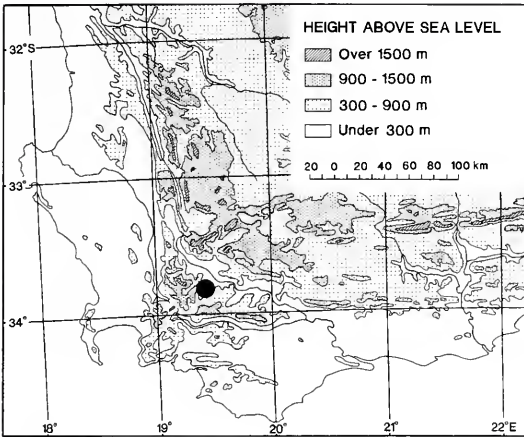 HEIGHT ABOVE SEA LEVEL
Over 1500 m
900 - 1500 m
300 - 900 m
Under 300 m
20 0 20 40 60 80 100 km
32°S
33°
34°
18° 19° 20° 21° 22°E